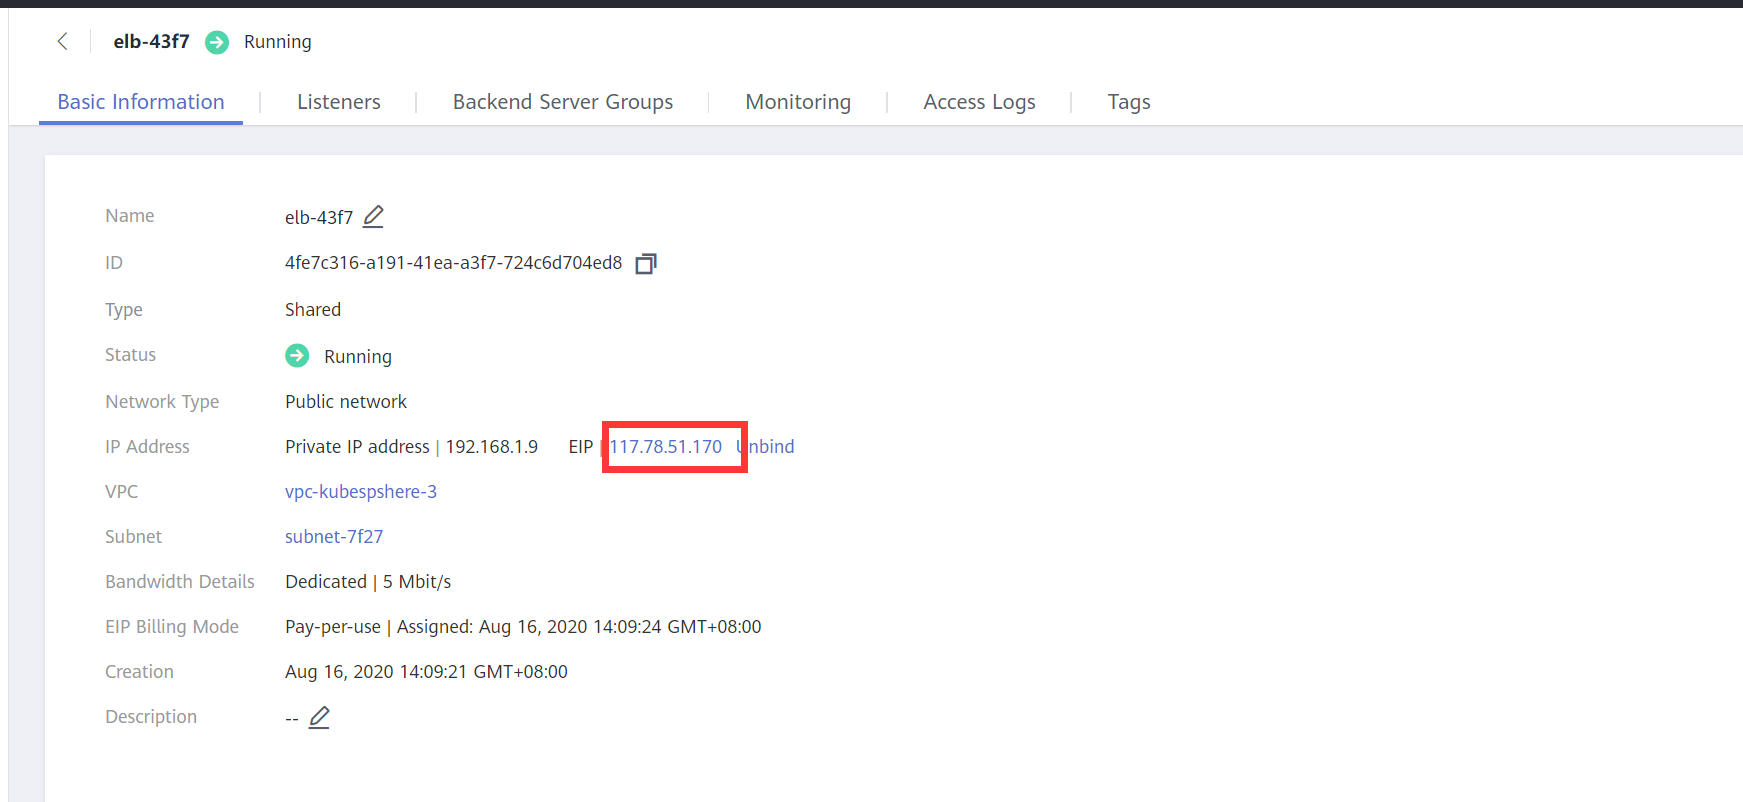 elb-43f7 Running
Basic Information | Listeners | Backend Server Groups | Monitoring | Access Logs | Tags
Name elb-43f7
ID 4fe7c316-a191-41ea-a3f7-724c6d704ed8
Type Shared
Status Running
Network Type Public network
IP Address Private IP address | 192.168.1.9 EIP | 117.78.51.170 Unbind
VPC vpc-kubespshere-3
Subnet subnet-7f27
Bandwidth Details Dedicated | 5 Mbit/s
EIP Billing Mode Pay-per-use | Assigned: Aug 16, 2020 14:09:24 GMT+08:00
Creation Aug 16, 2020 14:09:21 GMT+08:00
Description --